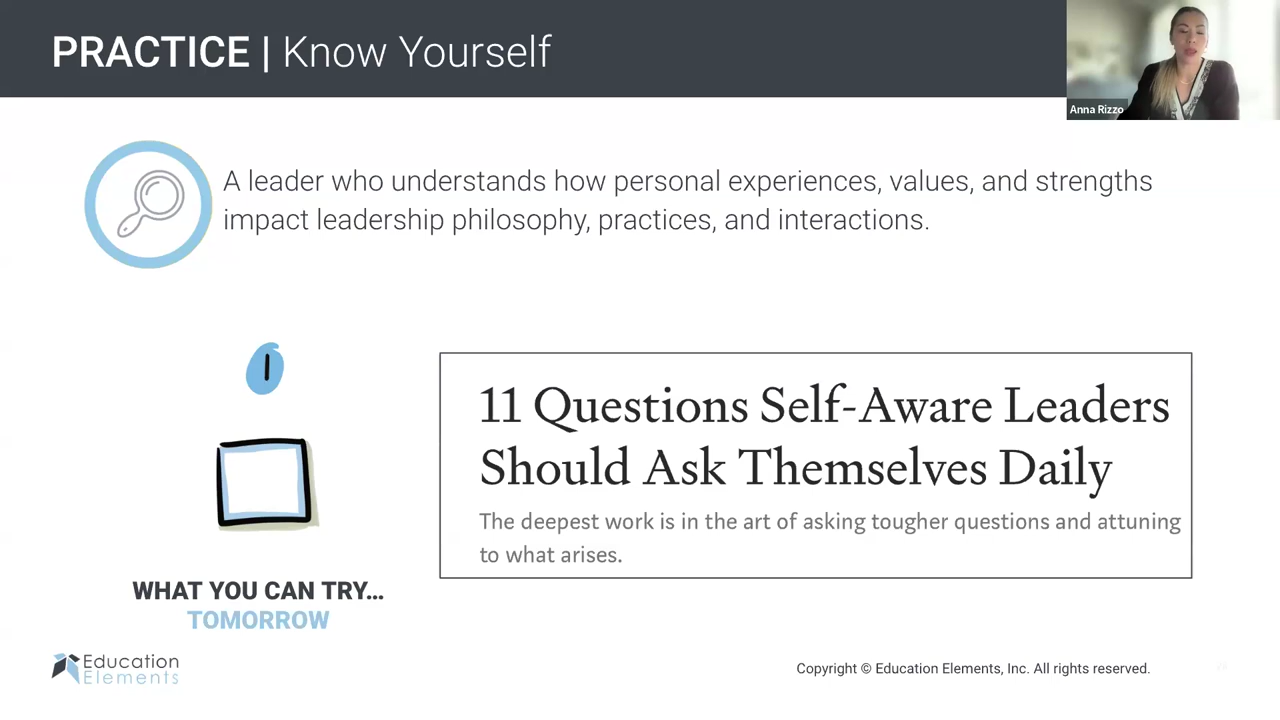 PRACTICE | Know Yourself
Anna Rizzo
A leader who understands how personal experiences, values, and strengths
impact leadership philosophy, practices, and interactions.
1
11 Questions Self-Aware Leaders
Should Ask Themselves Daily
The deepest work is in the art of asking tougher questions and attuning
to what arises.
WHAT YOU CAN TRY...
TOMORROW
Education
Elements
Copyright © Education Elements, Inc. All rights reserved.